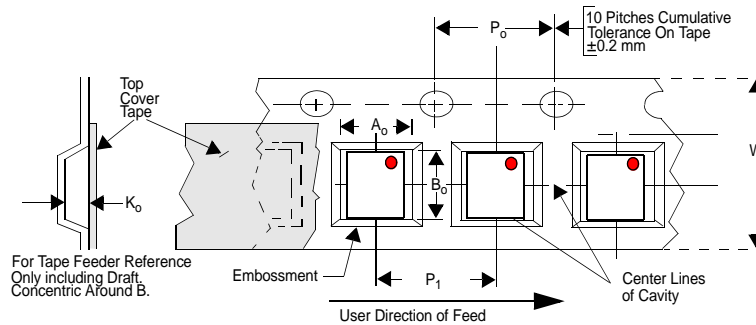 10 Pitches Cumulative
Tolerance On Tape
±0.2 mm
Po
Top
Cover
Tape
Ao
W
Bo
Ko
For Tape Feeder Reference
Only including Draft.
Concentric Around B.
Embossment
P1
Center Lines
of Cavity
User Direction of Feed